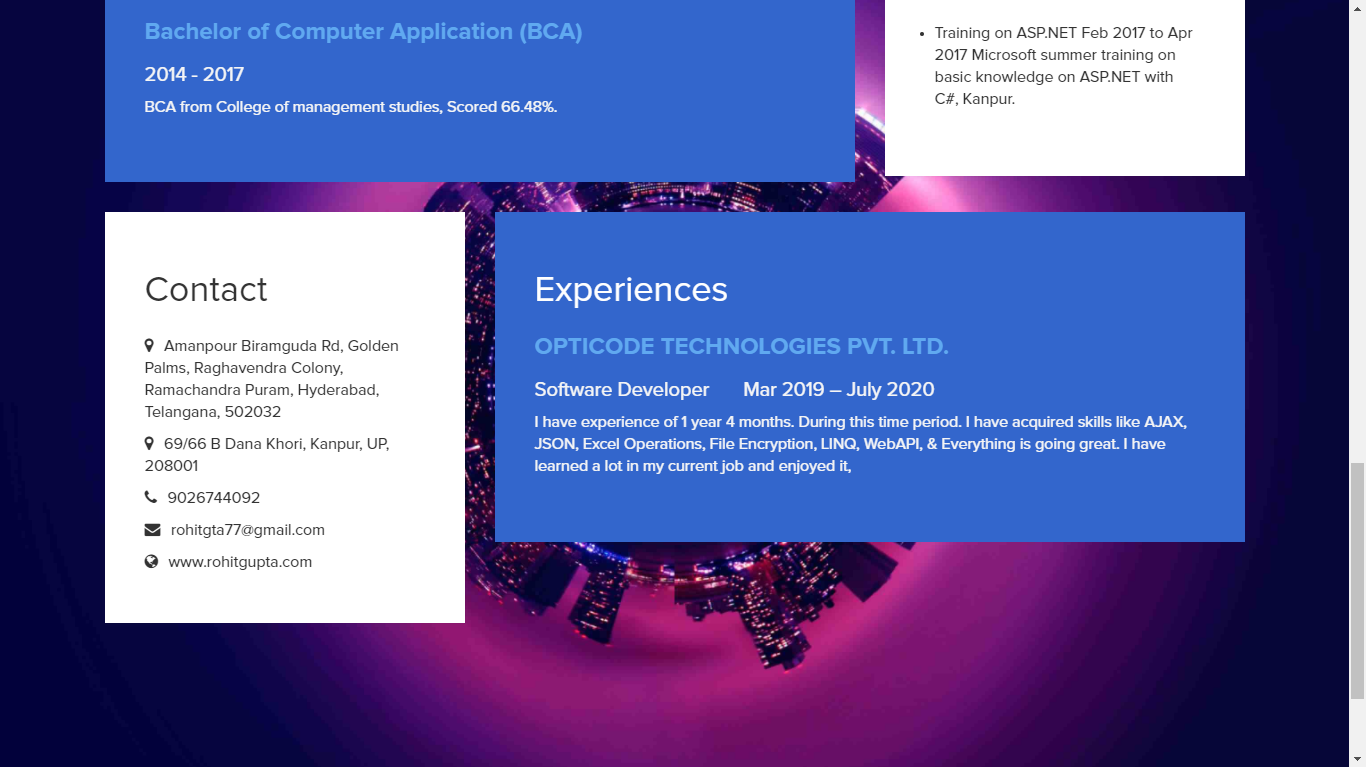 Bachelor of Computer Application (BCA)
2014 - 2017
BCA from College of management studies, Scored 66.48%.
• Training on ASP.NET Feb 2017 to Apr
2017 Microsoft summer training on
basic knowledge on ASP.NET with
C#, Kanpur.
Contact
Amanpour Biramguda Rd, Golden
Palms, Raghavendra Colony,
Ramachandra Puram, Hyderabad,
Telangana, 502032
69/66 B Dana Khori, Kanpur, UP,
208001
9026744092
rohitgta77@gmail.com
www.rohitgupta.com
Experiences
OPTICODE TECHNOLOGIES PVT. LTD.
Software Developer Mar 2019 – July 2020
I have experience of 1 year 4 months. During this time period. I have acquired skills like AJAX,
JSON, Excel Operations, File Encryption, LINQ, WebAPI, & Everything is going great. I have
learned a lot in my current job and enjoyed it,